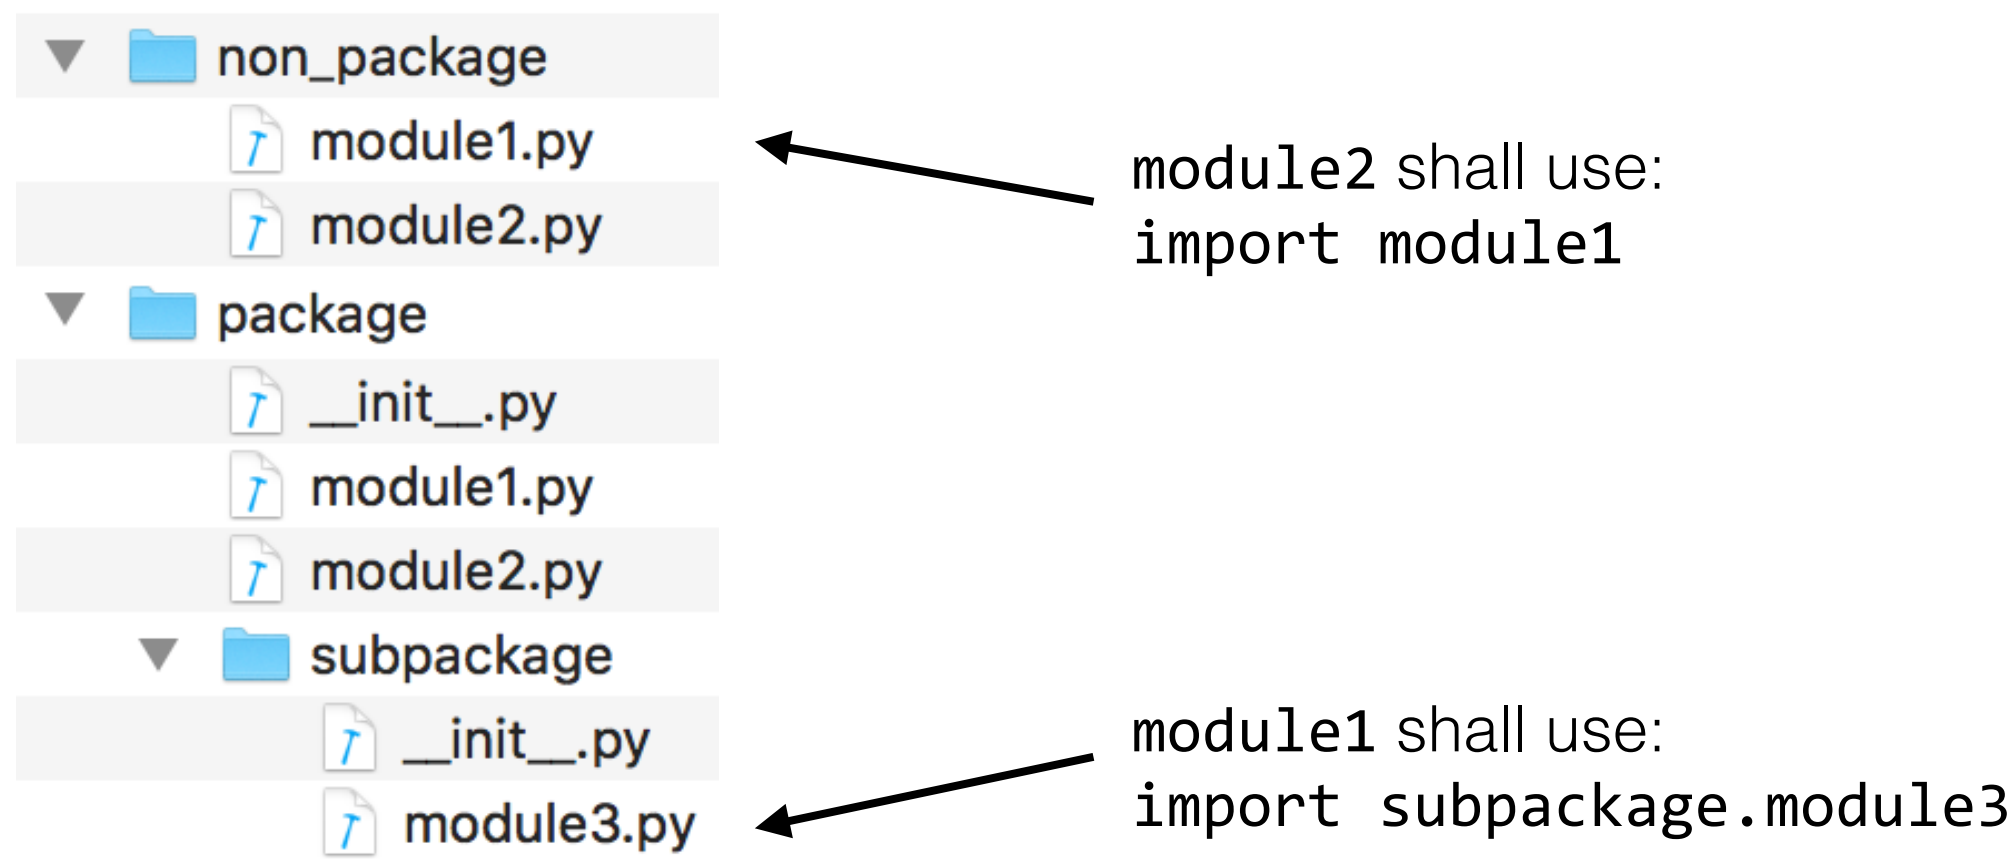 non_package
module1.py
module2.py
package
__init__.py
module1.py
module2.py
subpackage
__init__.py
module3.py
module2 shall use:
import module1
module1 shall use:
import subpackage.module3